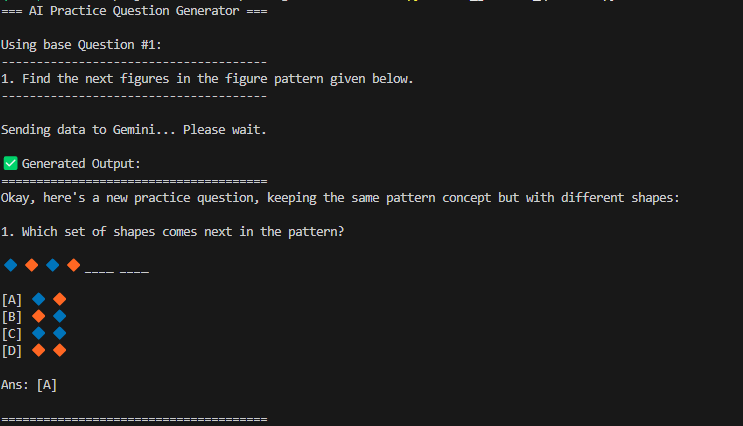 === AI Practice Question Generator ===
Using base Question #1:
--------------------------------------
1. Find the next figures in the figure pattern given below.
--------------------------------------
Sending data to Gemini... Please wait.
✅ Generated Output:
======================================
Okay, here's a new practice question, keeping the same pattern concept but with different shapes:
1. Which set of shapes comes next in the pattern?
🔷 🔶 🔷 🔶 ____ ____
[A] 🔷 🔶
[B] 🔶 🔷
[C] 🔷 🔷
[D] 🔶 🔶
Ans: [A]
======================================